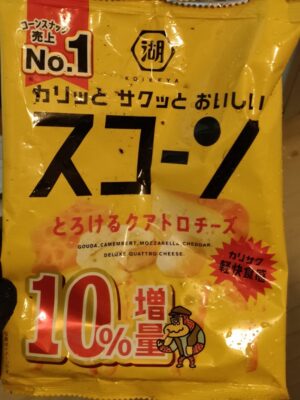 コーンスナック
売上
No.1
湖
KOIKEYA
カリッと サクッと おいしい
スコーン
とろけるクアトロチーズ
GOUDA, CAMEMBERT, MOZZARELLA, CHEDDAR.
DELUXE QUATTRO CHEESE.
カリサク
軽快食感
10%増量